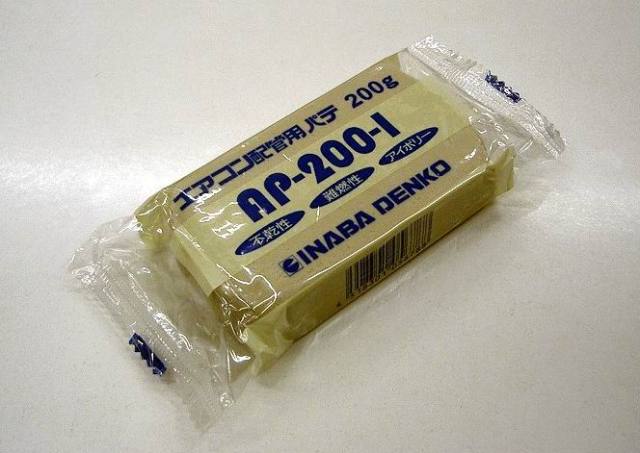 エアコン配管用パテ 200g
AP-200-I
不乾性 難燃性 アイボリー
INABA DENKO